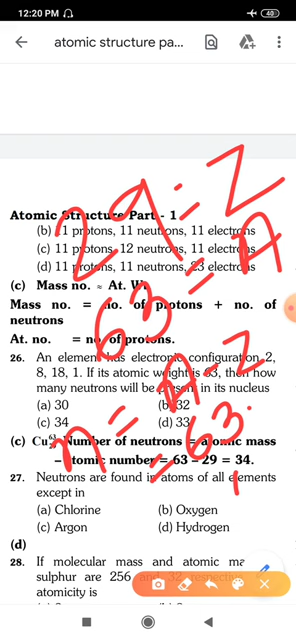 12:20 PM
40
atomic structure Part pa...
29 = Z
63 = A
n = A - Z
= 63.
Atomic Structure Part - 1
(b) 11 protons, 11 neutrons, 11 electrons
(c) 11 protons, 12 neutrons, 11 electrons
(d) 11 protons, 11 neutrons, 23 electrons
(c) Mass no. ≈ At. Wt.
Mass no. = no. of protons + no. of
neutrons
At. no. = no. of protons.
26. An element has electronic configuration 2,
8, 18, 1. If its atomic weight is 63, then how
many neutrons will be present in its nucleus
(a) 30 (b) 32
(c) 34 (d) 33
(c) Cu, Number of neutrons = atomic mass
– atomic number = 63 – 29 = 34.
27. Neutrons are found in atoms of all elements
except in
(a) Chlorine (b) Oxygen
(c) Argon (d) Hydrogen
(d)
28. If molecular mass and atomic
sulphur are 256 and 32 respectively
atomicity is